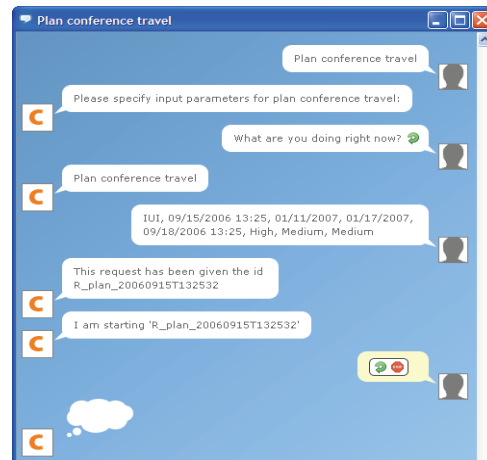 Plan conference travel
Plan conference travel
Please specify input parameters for plan conference travel:
C
What are you doing right now?
Plan conference travel
C
IUI, 09/15/2006 13:25, 01/11/2007, 01/17/2007,
09/18/2006 13:25, High, Medium, Medium
This request has been given the id
R_plan_20060915T132532
C
I am starting 'R_plan_20060915T132532'
C
C